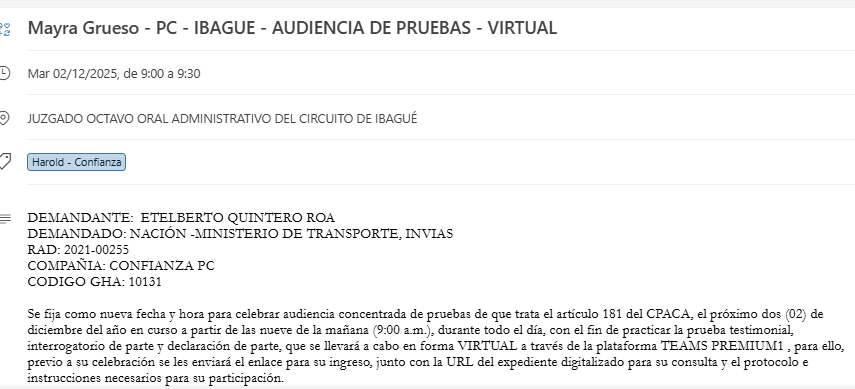 Mayra Grueso - PC - IBAGUE - AUDIENCIA DE PRUEBAS - VIRTUAL
Mar 02/12/2025, de 9:00 a 9:30
JUZGADO OCTAVO ORAL ADMINISTRATIVO DEL CIRCUITO DE IBAGUÉ
Harold - Confianza
DEMANDANTE:  ETELBERTO QUINTERO ROA
DEMANDADO: NACIÓN -MINISTERIO DE TRANSPORTE, INVIAS
RAD: 2021-00255
COMPAÑIA: CONFIANZA PC
CODIGO GHA: 10131
Se fija como nueva fecha y hora para celebrar audiencia concentrada de pruebas de que trata el artículo 181 del CPACA, el próximo dos (02) de
diciembre del año en curso a partir de las nueve de la mañana (9:00 a.m.), durante todo el día, con el fin de practicar la prueba testimonial,
interrogatorio de parte y declaración de parte, que se llevará a cabo en forma VIRTUAL a través de la plataforma TEAMS PREMIUM1 , para ello,
previo a su celebración se les enviará el enlace para su ingreso, junto con la URL del expediente digitalizado para su consulta y el protocolo e
instrucciones necesarios para su participación.